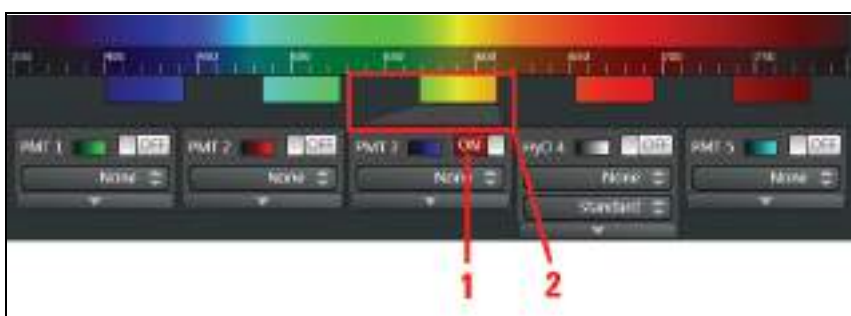 400
PMT 1 OFF PMT 2 OFF PMT 3 ON HyD 4 OFF PMT 5 OFF
None None None None None
standard
1 2